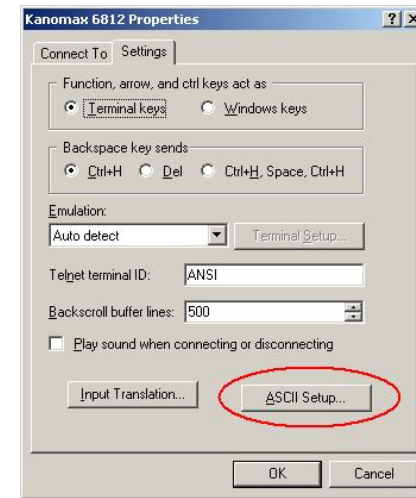 Kanomax 6812 Properties
Connect To Settings
Function, arrow, and ctrl keys act as
Terminal keys Windows keys
Backspace key sends
Ctrl+H Del Ctrl+H, Space, Ctrl+H
Emulation:
Auto detect Terminal Setup...
Telnet terminal ID: ANSI
Backscroll buffer lines: 500
Play sound when connecting or disconnecting
Input Translation... ASCII Setup...
OK Cancel